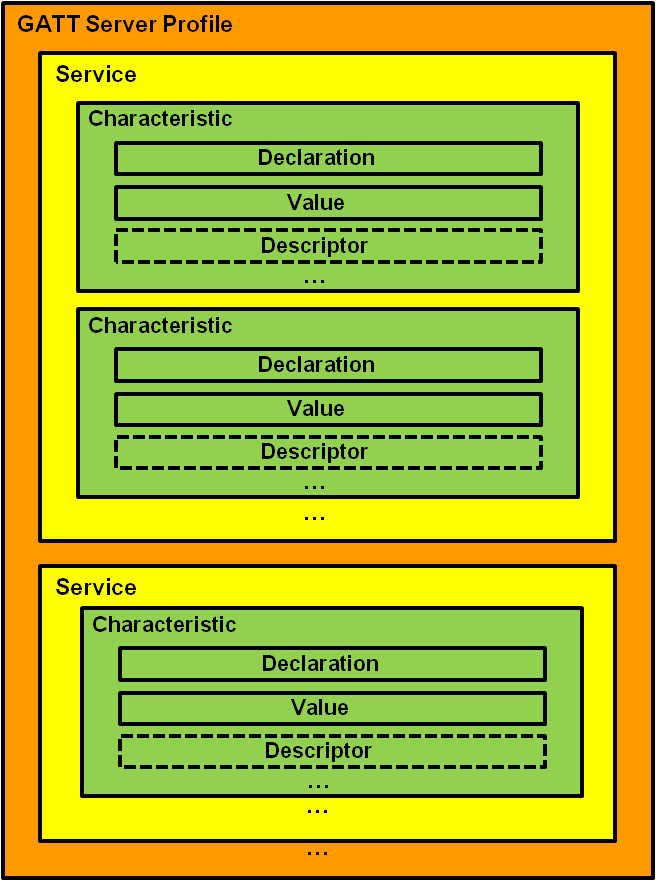 GATT Server Profile
Service
Characteristic
Declaration
Value
Descriptor
...
Characteristic
Declaration
Value
Descriptor
...
...
Service
Characteristic
Declaration
Value
Descriptor
...
...
...